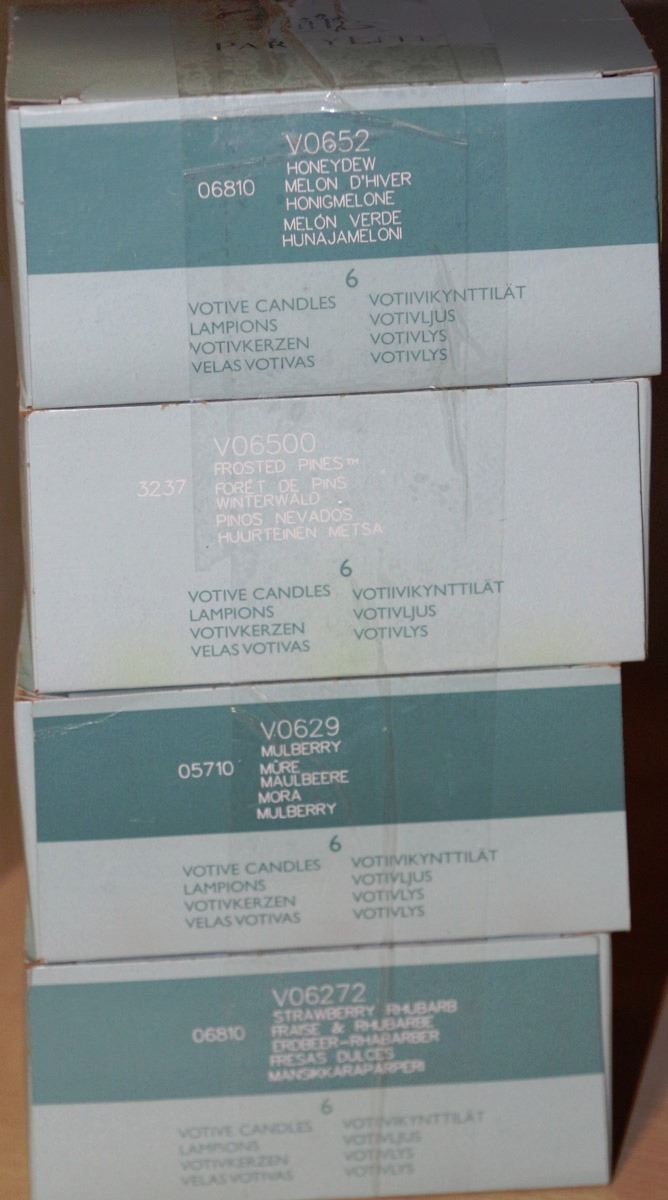 PARTYLITE
V0652
HONEYDEW
06810 MELON D'HIVER
HONIGMELONE
MELÓN VERDE
HUNAJAMELONI
6
VOTIVE CANDLES VOTIIVIKYNTTILÄT
LAMPIONS VOTIVLJUS
VOTIVKERZEN VOTIVLYS
VELAS VOTIVAS VOTIVLYS
V06500
FROSTED PINES™
3237 FORÊT DE PINS
WINTERWALD
PINOS NEVADOS
HUURTEINEN METSA
6
VOTIVE CANDLES VOTIIVIKYNTTILÄT
LAMPIONS VOTIVLJUS
VOTIVKERZEN VOTIVLYS
VELAS VOTIVAS
V0629
MULBERRY
05710 MÛRE
MAULBEERE
MORA
MULBERRY
6
VOTIVE CANDLES VOTIIVIKYNTTILÄT
LAMPIONS VOTIVLJUS
VOTIVKERZEN VOTIVLYS
VELAS VOTIVAS VOTIVLYS
V06272
STRAWBERRY RHUBARB
06810 FRAISE & RHUBARBE
ERDBEER-RHABARBER
FRESAS DULCES
MANSIKKARAPARPERI
6
VOTIVE CANDLES VOTIVIKYNTTILÄT
LAMPIONS VOTIVLJUS
VOTIVKERZEN VOTIVLYS
VELAS VOTIVAS VOTIVLYS